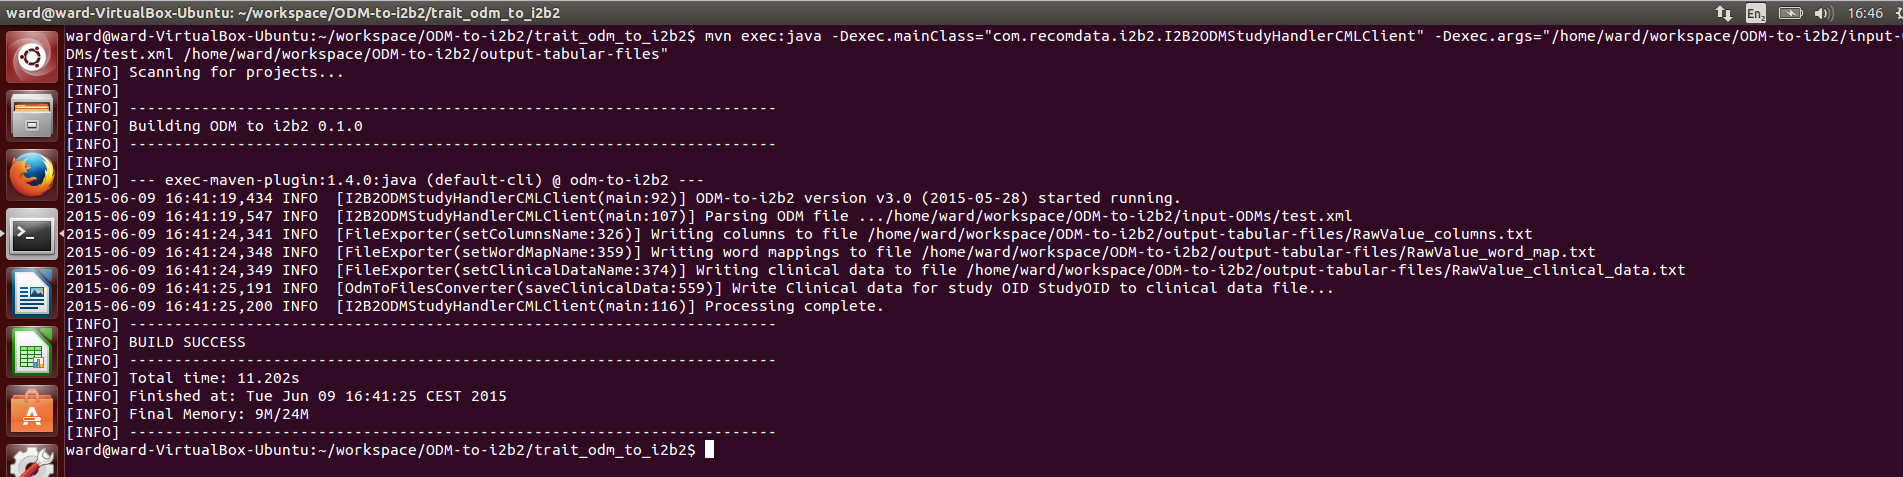 ward@ward-VirtualBox-Ubuntu: ~/workspace/ODM-to-i2b2/trait_odm_to_i2b2
En2
16:46
ward@ward-VirtualBox-Ubuntu:~/workspace/ODM-to-i2b2/trait_odm_to_i2b2$ mvn exec:java -Dexec.mainClass="com.recomdata.i2b2.I2B2ODMStudyHandlerCMLClient" -Dexec.args="/home/ward/workspace/ODM-to-i2b2/input-O
DMs/test.xml /home/ward/workspace/ODM-to-i2b2/output-tabular-files"
[INFO] Scanning for projects...
[INFO]
[INFO] ------------------------------------------------------------------------
[INFO] Building ODM to i2b2 0.1.0
[INFO] ------------------------------------------------------------------------
[INFO]
[INFO] --- exec-maven-plugin:1.4.0:java (default-cli) @ odm-to-i2b2 ---
2015-06-09 16:41:19,434 INFO  [I2B2ODMStudyHandlerCMLClient(main:92)] ODM-to-i2b2 version v3.0 (2015-05-28) started running.
2015-06-09 16:41:19,547 INFO  [I2B2ODMStudyHandlerCMLClient(main:107)] Parsing ODM file .../home/ward/workspace/ODM-to-i2b2/input-ODMs/test.xml
2015-06-09 16:41:24,341 INFO  [FileExporter(setColumnsName:326)] Writing columns to file /home/ward/workspace/ODM-to-i2b2/output-tabular-files/RawValue_columns.txt
2015-06-09 16:41:24,348 INFO  [FileExporter(setWordMapName:359)] Writing word mappings to file /home/ward/workspace/ODM-to-i2b2/output-tabular-files/RawValue_word_map.txt
2015-06-09 16:41:24,349 INFO  [FileExporter(setClinicalDataName:374)] Writing clinical data to file /home/ward/workspace/ODM-to-i2b2/output-tabular-files/RawValue_clinical_data.txt
2015-06-09 16:41:25,191 INFO  [OdmToFilesConverter(saveClinicalData:559)] Write Clinical data for study OID StudyOID to clinical data file...
2015-06-09 16:41:25,200 INFO  [I2B2ODMStudyHandlerCMLClient(main:116)] Processing complete.
[INFO] ------------------------------------------------------------------------
[INFO] BUILD SUCCESS
[INFO] ------------------------------------------------------------------------
[INFO] Total time: 11.202s
[INFO] Finished at: Tue Jun 09 16:41:25 CEST 2015
[INFO] Final Memory: 9M/24M
[INFO] ------------------------------------------------------------------------
ward@ward-VirtualBox-Ubuntu:~/workspace/ODM-to-i2b2/trait_odm_to_i2b2$